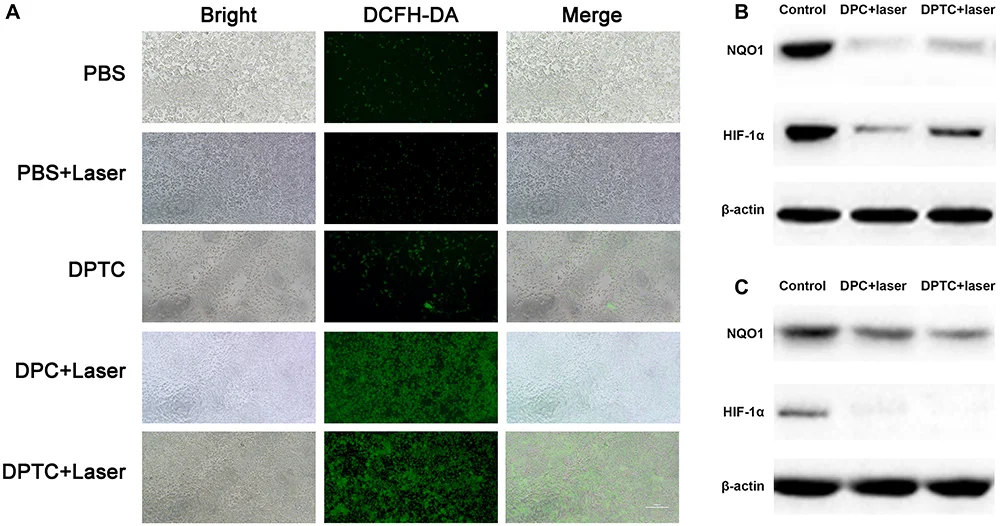 A
Bright DCFH-DA Merge
PBS
PBS+Laser
DPTC
DPC+Laser
DPTC+Laser
B
Control DPC+laser DPTC+laser
NQO1
HIF-1α
β-actin
C
Control DPC+laser DPTC+laser
NQO1
HIF-1α
β-actin